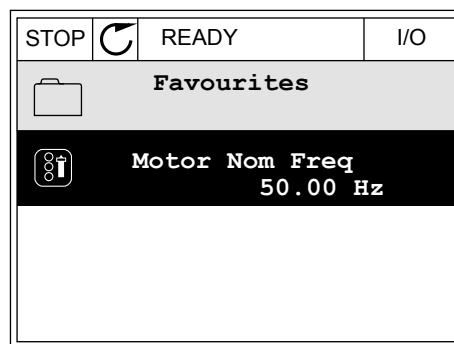 STOP READY I/O
Favourites
Motor Nom Freq
50.00 Hz